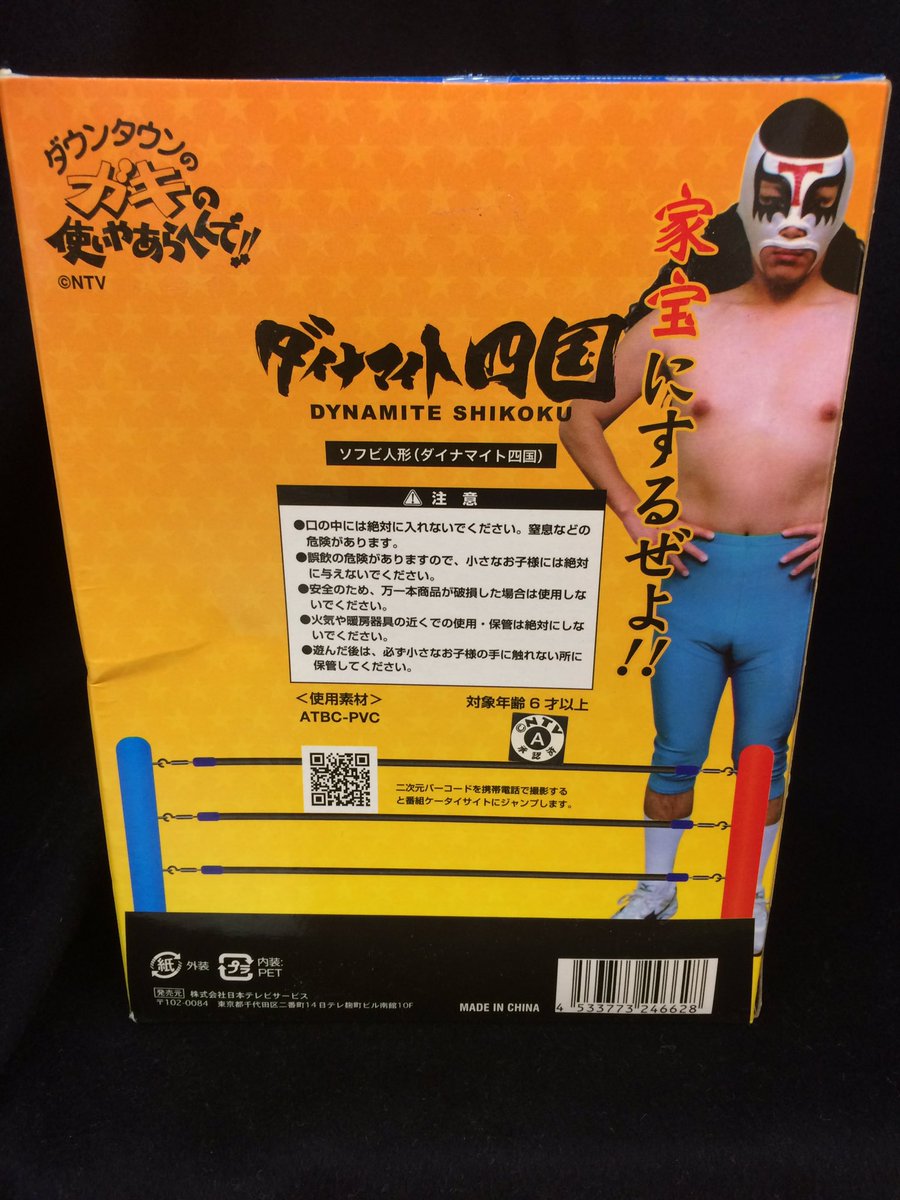 ダウンタウンの
ガキの
使いやあらへんで!!
©NTV
家宝にするぜよ!!
ダイナマイト四国
DYNAMITE SHIKOKU
ソフビ人形(ダイナマイト四国)
注意
●口の中には絶対に入れないでください。窒息などの
危険があります。
●誤飲の危険がありますので、小さなお子様には絶対
に与えないでください。
●安全のため、万一本商品が破損した場合は使用しな
いでください。
●火気や暖房器具の近くでの使用・保管は絶対にしな
いでください。
●遊んだ後は、必ず小さなお子様の手に触れない所に
保管してください。
<使用素材>
ATBC-PVC
対象年齢6才以上
©NTV
A
承認済
二次元バーコードを携帯電話で撮影する
と番組ケータイサイトにジャンプします。
紙 外装
プラ 内装:
PET
発売元 株式会社日本テレビサービス
〒102-0084 東京都千代田区二番町14日テレ麹町ビル南館10F
MADE IN CHINA
4 533773 246628